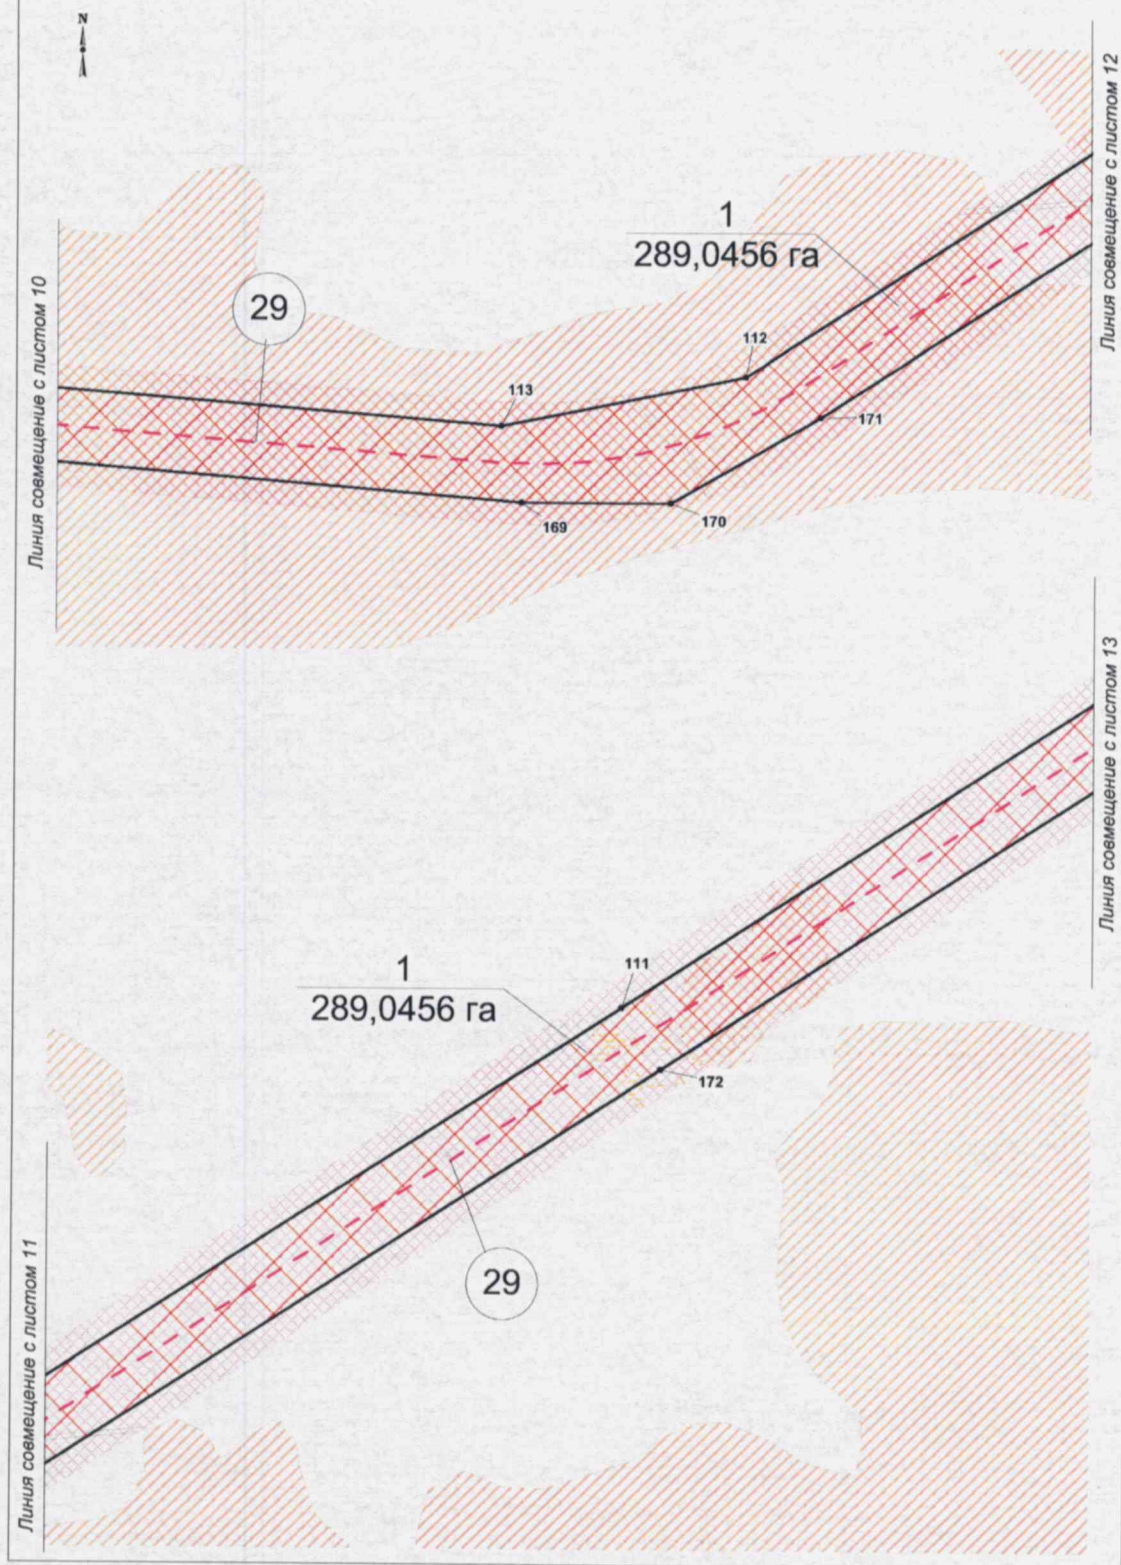 N
Линия совмещение с листом 12
1
289,0456 га
Линия совмещение с листом 10
29
112
113
171
169
170
Линия совмещение с листом 13
1
289,0456 га
111
172
Линия совмещение с листом 11
29